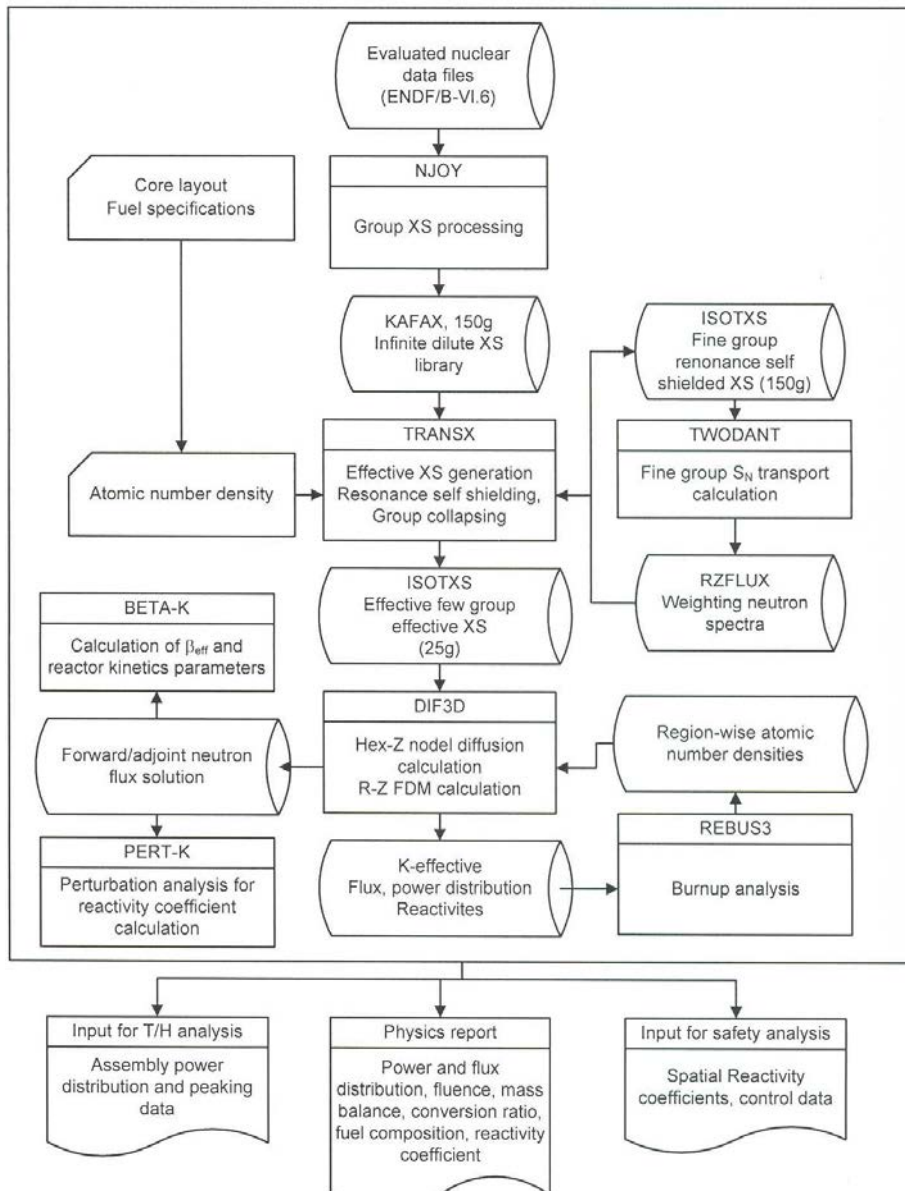 Evaluated nuclear
data files
(ENDF/B-VI.6)
NJOY
Group XS processing
Core layout
Fuel specifications
KAFAX, 150g
Infinite dilute XS
library
ISOTXS
Fine group
renonance self
shielded XS (150g)
TRANSX
Effective XS generation
Resonance self shielding,
Group collapsing
TWODANT
Fine group SN transport
calculation
Atomic number density
RZFLUX
Weighting neutron
spectra
ISOTXS
Effective few group
effective XS
(25g)
BETA-K
Calculation of βeff and
reactor kinetics parameters
DIF3D
Hex-Z nodel diffusion
calculation
R-Z FDM calculation
Region-wise atomic
number densities
Forward/adjoint neutron
flux solution
PERT-K
Perturbation analysis for
reactivity coefficient
calculation
K-effective
Flux, power distribution
Reactivites
REBUS3
Burnup analysis
Input for T/H analysis
Assembly power
distribution and peaking
data
Physics report
Power and flux
distribution, fluence, mass
balance, conversion ratio,
fuel composition, reactivity
coefficient
Input for safety analysis
Spatial Reactivity
coefficients, control data